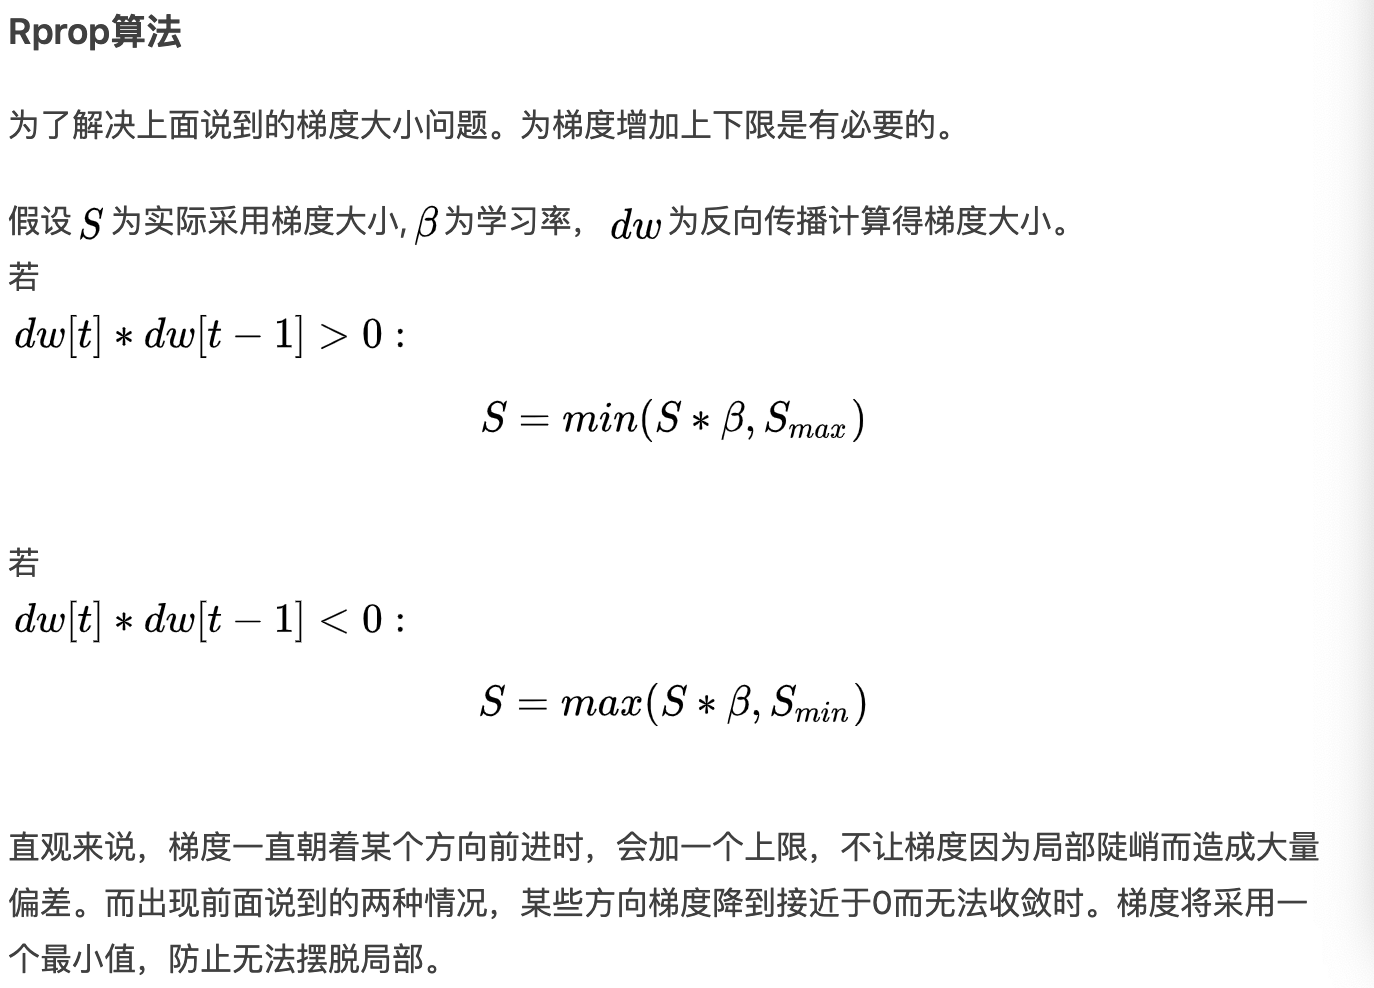 Rprop算法
为了解决上面说到的梯度大小问题。为梯度增加上下限是有必要的。
假设 S 为实际采用梯度大小, β 为学习率， dw 为反向传播计算得梯度大小。
若
dw[t] ∗ dw[t − 1] > 0 :
S = min(S ∗ β, S_{max})
若
dw[t] ∗ dw[t − 1] < 0 :
S = max(S ∗ β, S_{min})
直观来说，梯度一直朝着某个方向前进时，会加一个上限，不让梯度因为局部陡峭而造成大量
偏差。而出现前面说到的两种情况，某些方向梯度降到接近于0而无法收敛时。梯度将采用一
个最小值，防止无法摆脱局部。